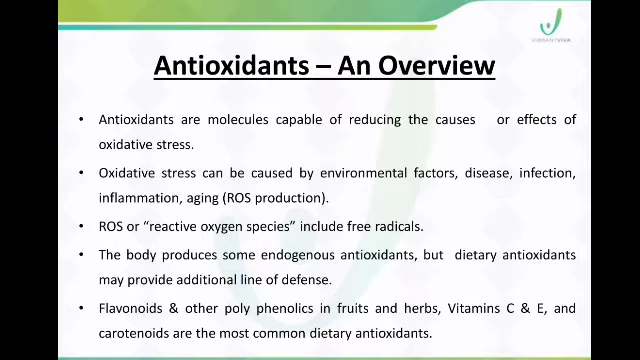 VIBRANTVIVA
Antioxidants – An Overview
• Antioxidants are molecules capable of reducing the causes or effects of
oxidative stress.
• Oxidative stress can be caused by environmental factors, disease, infection,
inflammation, aging (ROS production).
• ROS or “reactive oxygen species” include free radicals.
• The body produces some endogenous antioxidants, but dietary antioxidants
may provide additional line of defense.
• Flavonoids & other poly phenolics in fruits and herbs, Vitamins C & E, and
carotenoids are the most common dietary antioxidants.